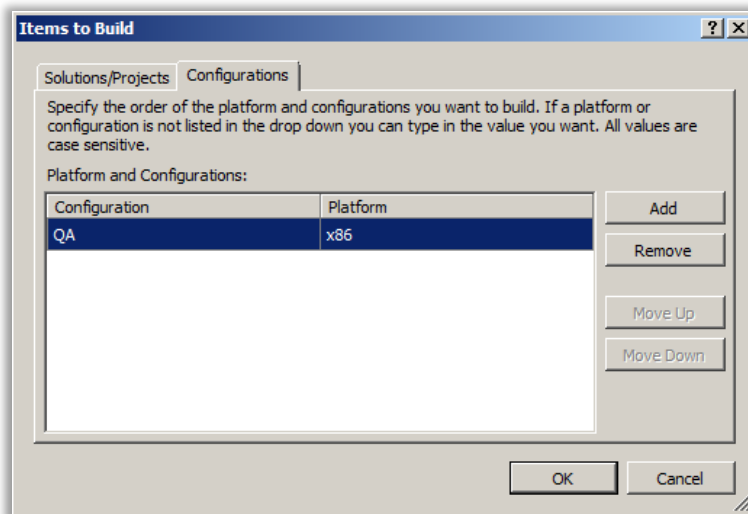 Items to Build
Solutions/Projects Configurations
Specify the order of the platform and configurations you want to build. If a platform or
configuration is not listed in the drop down you can type in the value you want. All values are
case sensitive.
Platform and Configurations:
Configuration Platform
QA x86
Add
Remove
Move Up
Move Down
OK Cancel